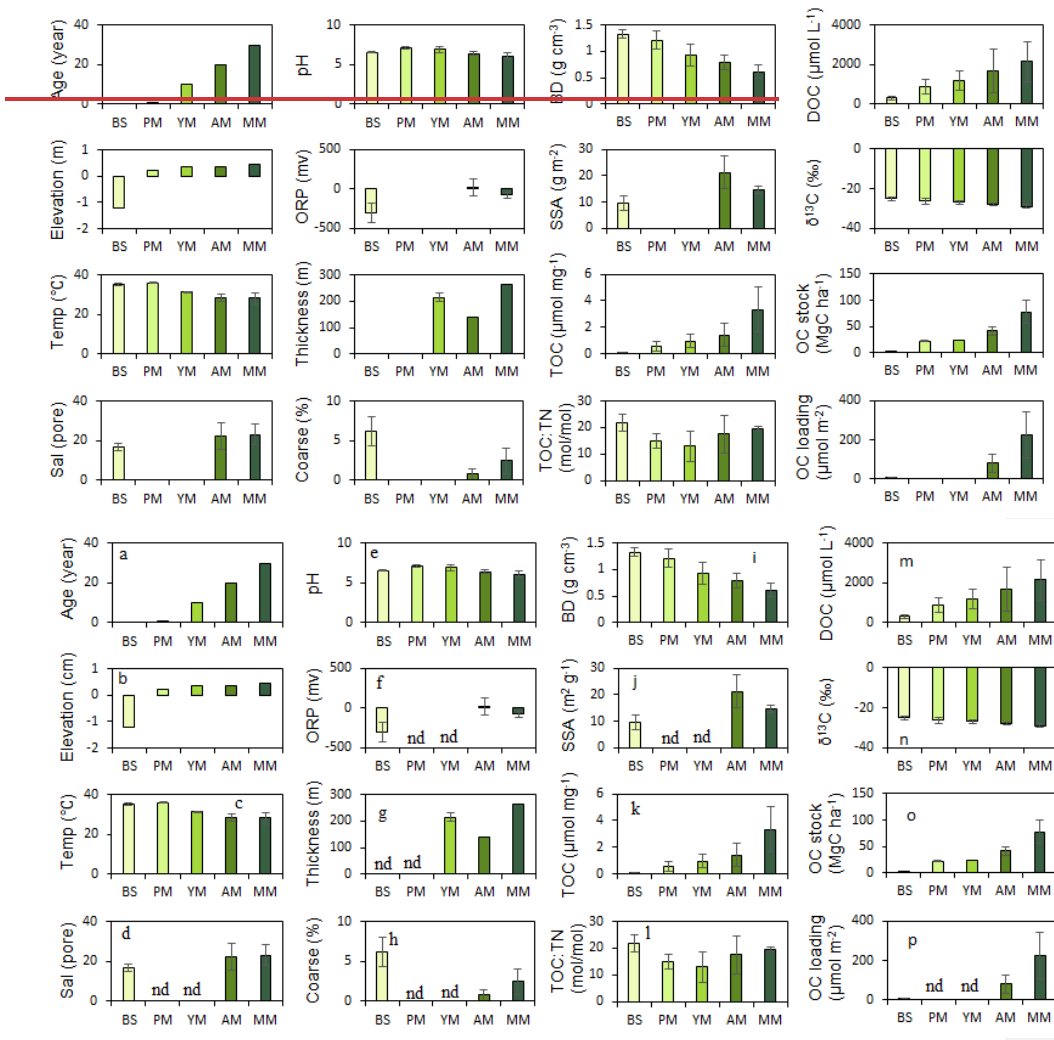 Age (year)
40
20
0
BS PM YM AM MM
pH
10
5
0
BS PM YM AM MM
BD (g cm⁻³)
1.5
1
0.5
0
BS PM YM AM MM
DOC (µmol L⁻¹)
4000
2000
0
BS PM YM AM MM
Elevation (m)
1
0
-1
-2
BS PM YM AM MM
ORP (mv)
500
0
-500
BS PM YM AM MM
SSA (g m⁻²)
30
20
10
0
BS PM YM AM MM
δ¹³C (‰)
0
-20
-40
BS PM YM AM MM
Temp (°C)
40
20
0
BS PM YM AM MM
Thickness (m)
300
200
100
0
BS PM YM AM MM
TOC (µmol mg⁻¹)
6
4
2
0
BS PM YM AM MM
OC stock
(MgC ha⁻¹)
150
100
50
0
BS PM YM AM MM
Sal (pore)
40
20
0
BS PM YM AM MM
Coarse (%)
10
5
0
BS PM YM AM MM
TOC:TN
(mol/mol)
30
20
10
0
BS PM YM AM MM
OC loading
(µmol m⁻²)
400
200
0
BS PM YM AM MM
a
Age (year)
40
20
0
BS PM YM AM MM
e
pH
10
5
0
BS PM YM AM MM
i
BD (g cm⁻³)
1.5
1
0.5
0
BS PM YM AM MM
m
DOC (µmol L⁻¹)
4000
2000
0
BS PM YM AM MM
b
Elevation (cm)
1
0
-1
-2
BS PM YM AM MM
f
ORP (mv)
500
0
-500
nd nd
BS PM YM AM MM
j
SSA (m² g⁻¹)
30
20
10
0
nd nd
BS PM YM AM MM
n
δ¹³C (‰)
0
-20
-40
BS PM YM AM MM
c
Temp (°C)
40
20
0
BS PM YM AM MM
g
Thickness (m)
300
200
100
0
nd nd
BS PM YM AM MM
k
TOC (µmol mg⁻¹)
6
4
2
0
BS PM YM AM MM
o
OC stock
(MgC ha⁻¹)
150
100
50
0
BS PM YM AM MM
d
Sal (pore)
40
20
0
nd nd
BS PM YM AM MM
h
Coarse (%)
10
5
0
nd nd
BS PM YM AM MM
l
TOC:TN
(mol/mol)
30
20
10
0
BS PM YM AM MM
p
OC loading
(µmol m⁻²)
400
200
0
nd nd
BS PM YM AM MM